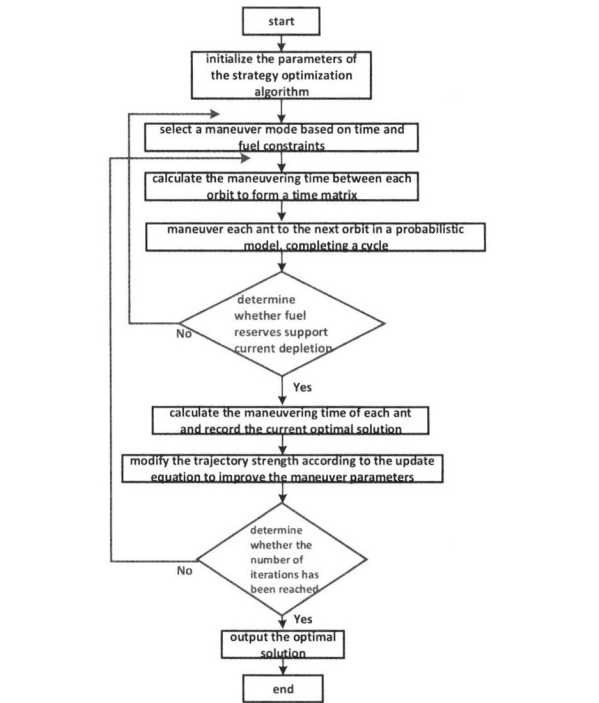 start
initialize the parameters of
the strategy optimization
algorithm
select a maneuver mode based on time and
fuel constraints
calculate the maneuvering time between each
orbit to form a time matrix
maneuver each ant to the next orbit in a probabilistic
model, completing a cycle
determine
whether fuel
reserves support
current depletion
No
Yes
calculate the maneuvering time of each ant
and record the current optimal solution
modify the trajectory strength according to the update
equation to improve the maneuver parameters
determine
whether the
number of
iterations has
been reached
No
Yes
output the optimal
solution
end